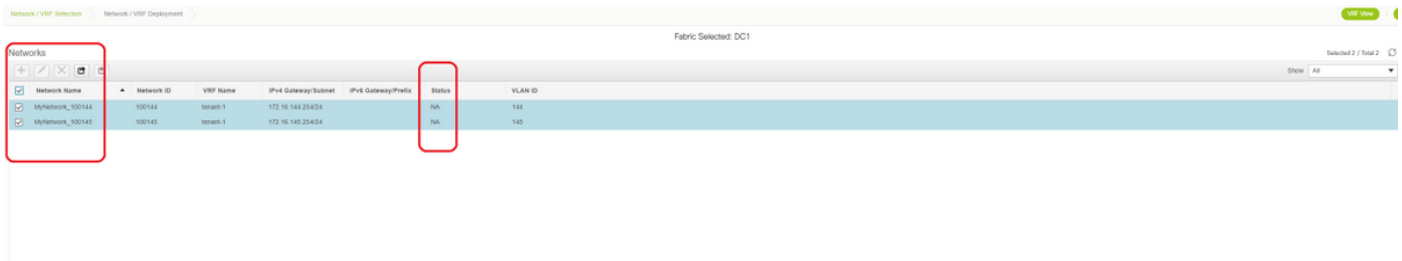 Network / VRF Selection Network / VRF Deployment VRF View
Fabric Selected: DC1
Networks Selected 2 / Total 2
Show All
Network Name Network ID VRF Name IPv4 Gateway/Subnet IPv6 Gateway/Prefix Status VLAN ID
MyNetwork_100144 100144 tenant-1 172.16.144.254/24 NA 144
MyNetwork_100145 100145 tenant-1 172.16.145.254/24 NA 145